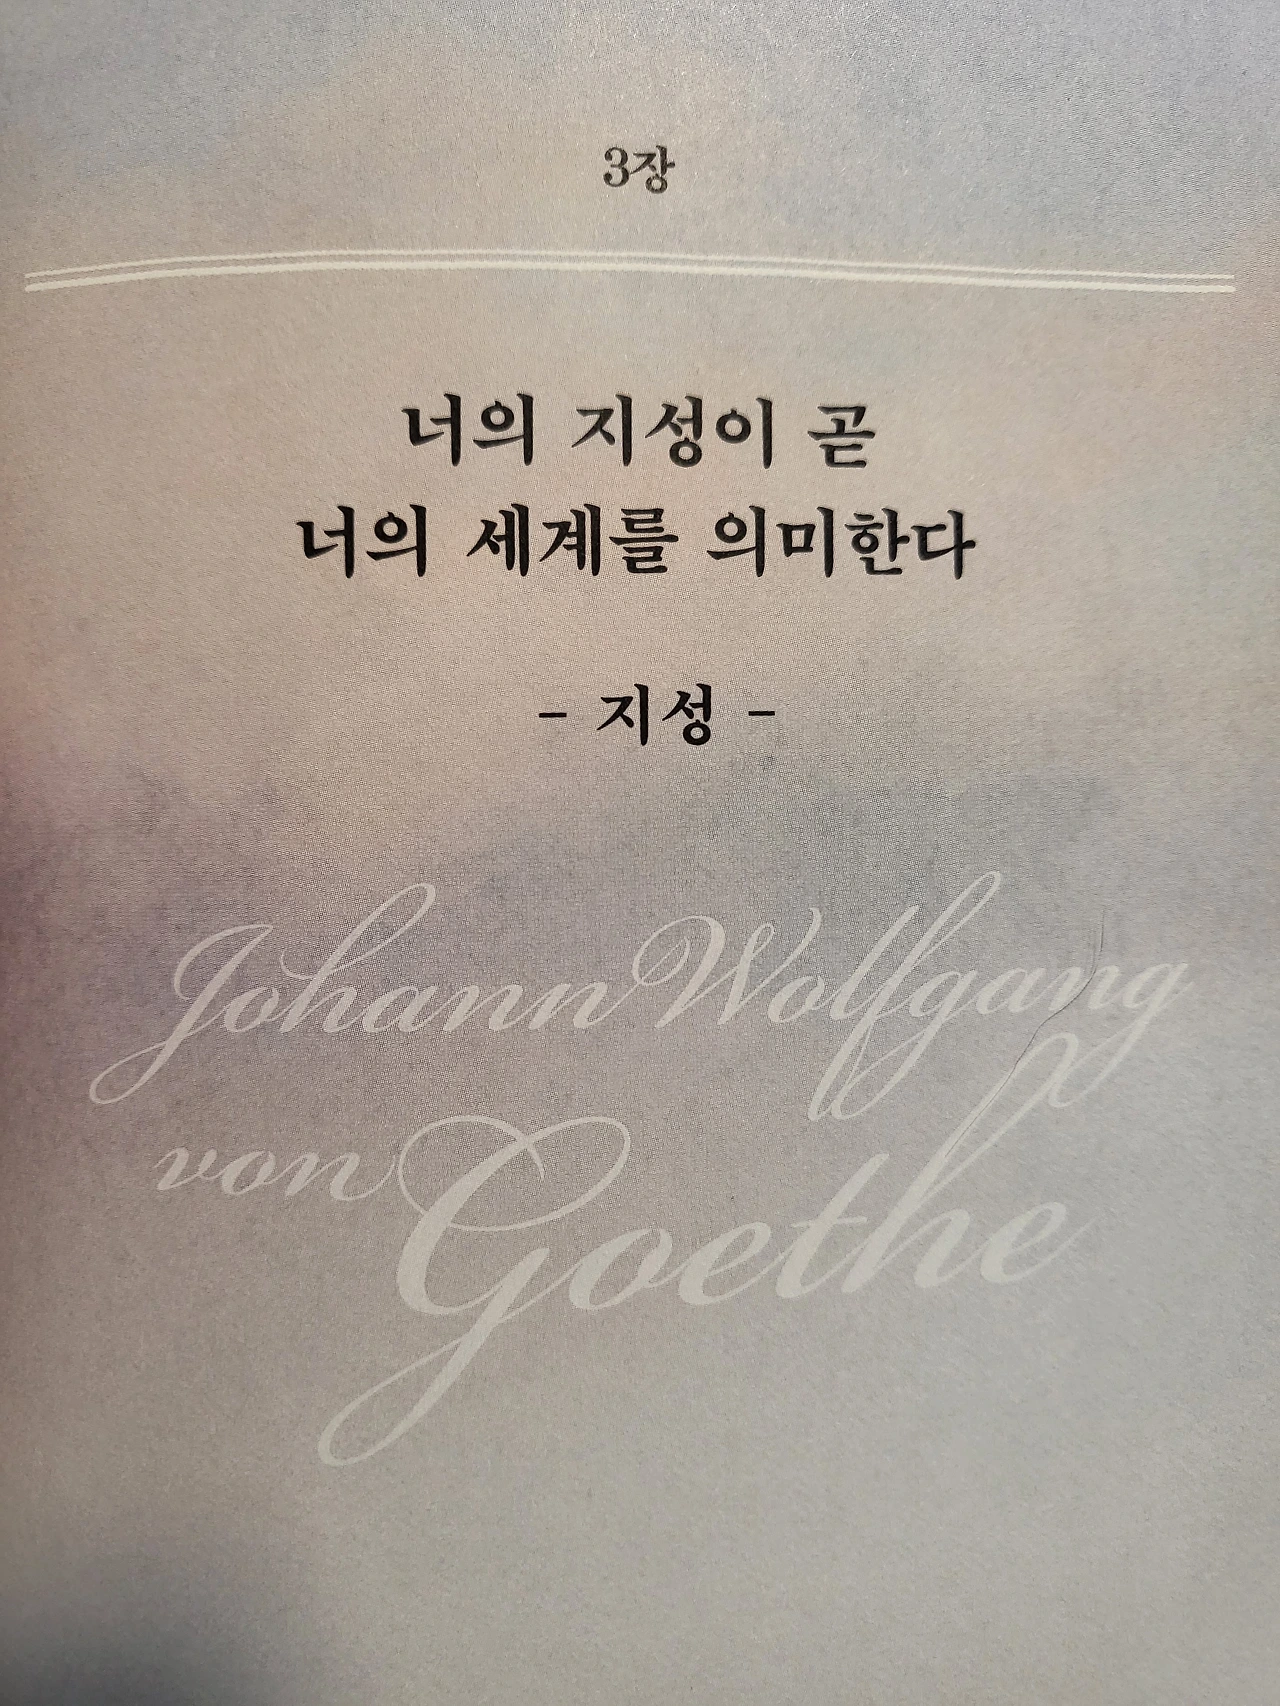 3장
너의 지성이 곧
너의 세계를 의미한다
- 지성 -
Johann Wolfgang
von Goethe